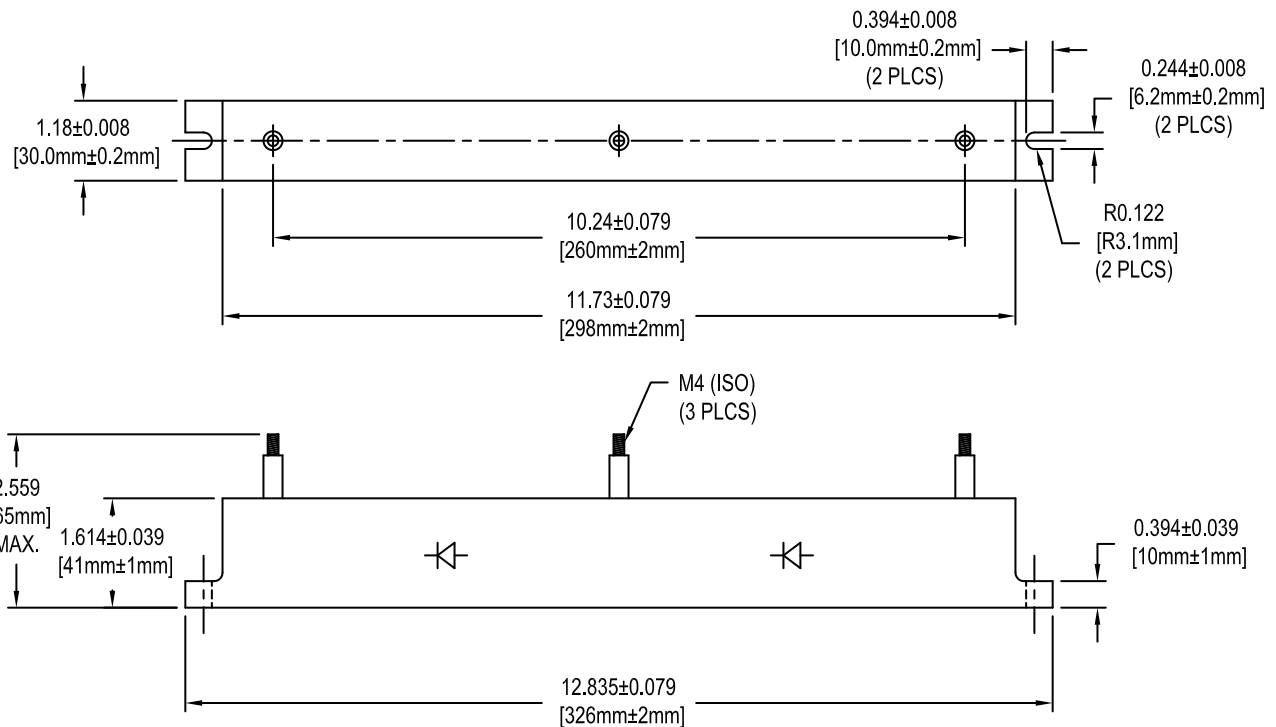 0.394±0.008
[10.0mm±0.2mm]
(2 PLCS)
0.244±0.008
[6.2mm±0.2mm]
(2 PLCS)
1.18±0.008
[30.0mm±0.2mm]
R0.122
[R3.1mm]
(2 PLCS)
10.24±0.079
[260mm±2mm]
11.73±0.079
[298mm±2mm]
M4 (ISO)
(3 PLCS)
.559
65mm]
MAX.
1.614±0.039
[41mm±1mm]
0.394±0.039
[10mm±1mm]
12.835±0.079
[326mm±2mm]